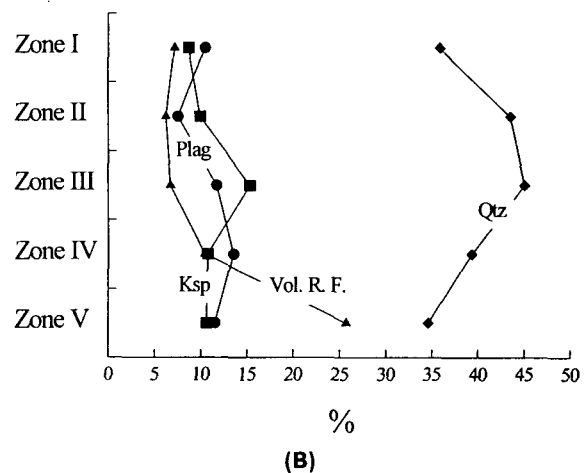 Zone I
Zone II
Plag
Zone III
Qtz
Zone IV
Ksp Vol. R. F.
Zone V
0 5 10 15 20 25 30 35 40 45 50
%
(B)